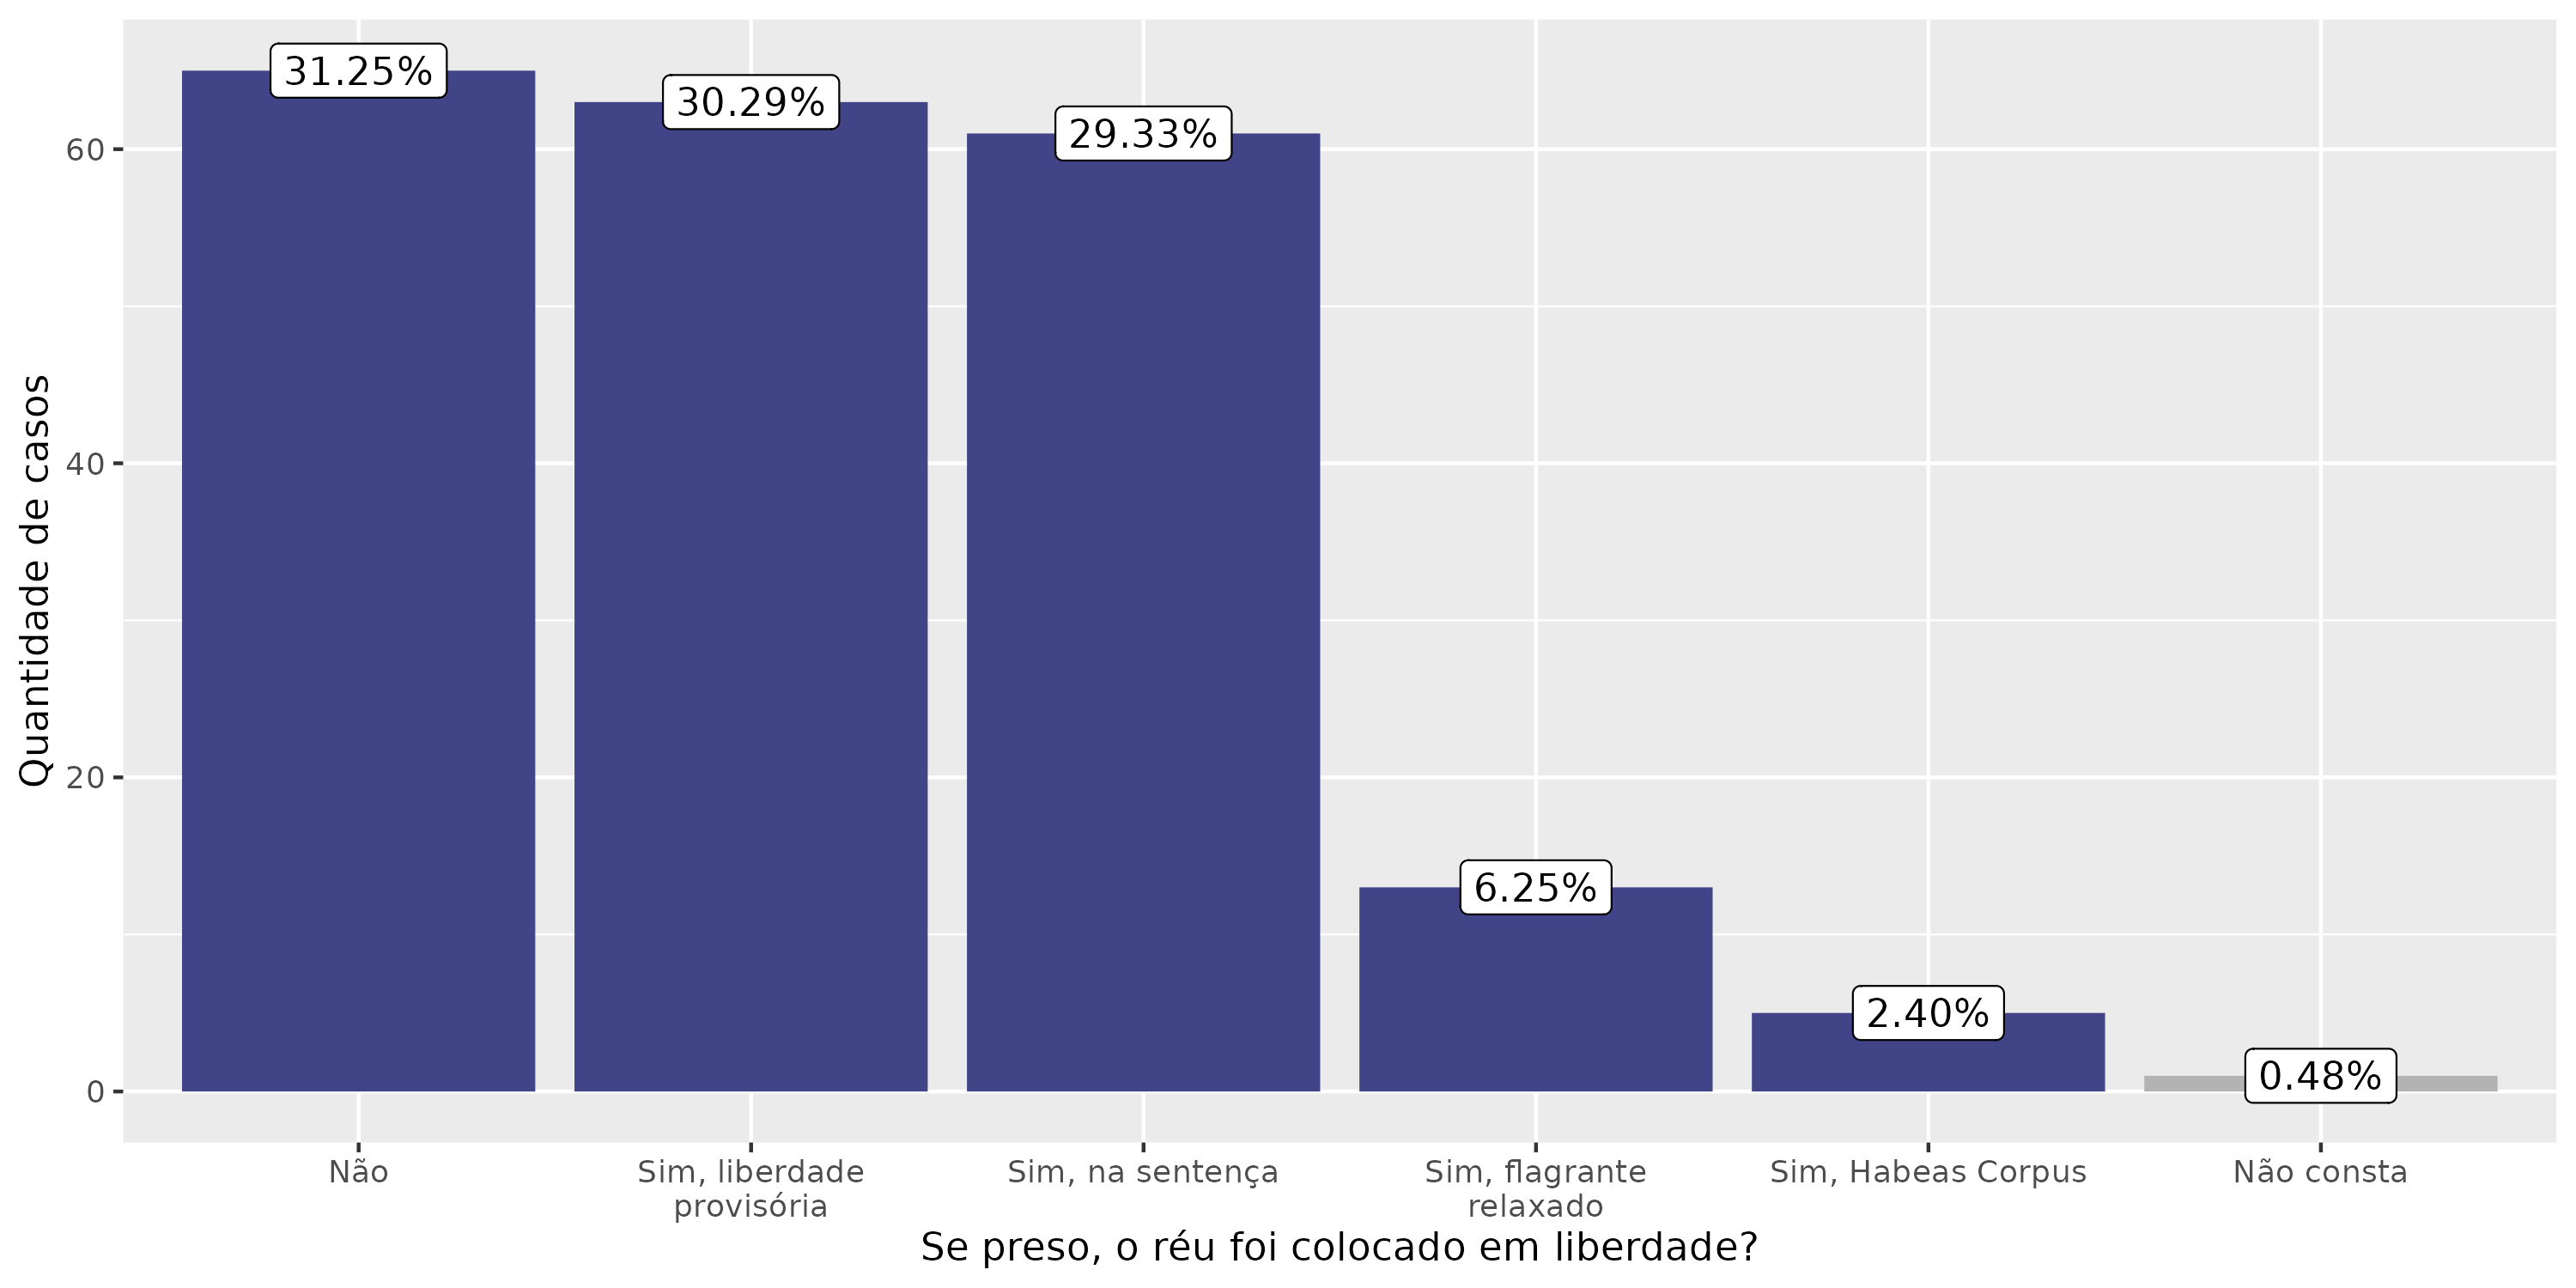 31.25%
30.29%
29.33%
6.25%
2.40%
0.48%
60
40
20
0
Quantidade de casos
Não
Sim, liberdade
provisória
Sim, na sentença
Sim, flagrante
relaxado
Sim, Habeas Corpus
Não consta
Se preso, o réu foi colocado em liberdade?